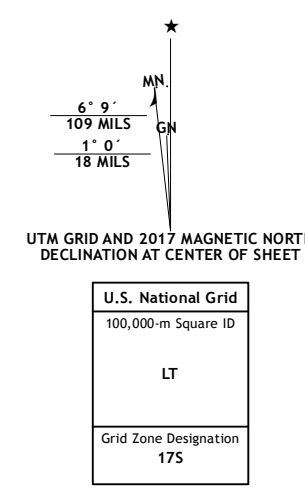 MN
6° 9´
109 MILS
GN
1° 0´
18 MILS
UTM GRID AND 2017 MAGNETIC NORT
DECLINATION AT CENTER OF SHEET
U.S. National Grid
100,000-m Square ID
LT
Grid Zone Designation
17S